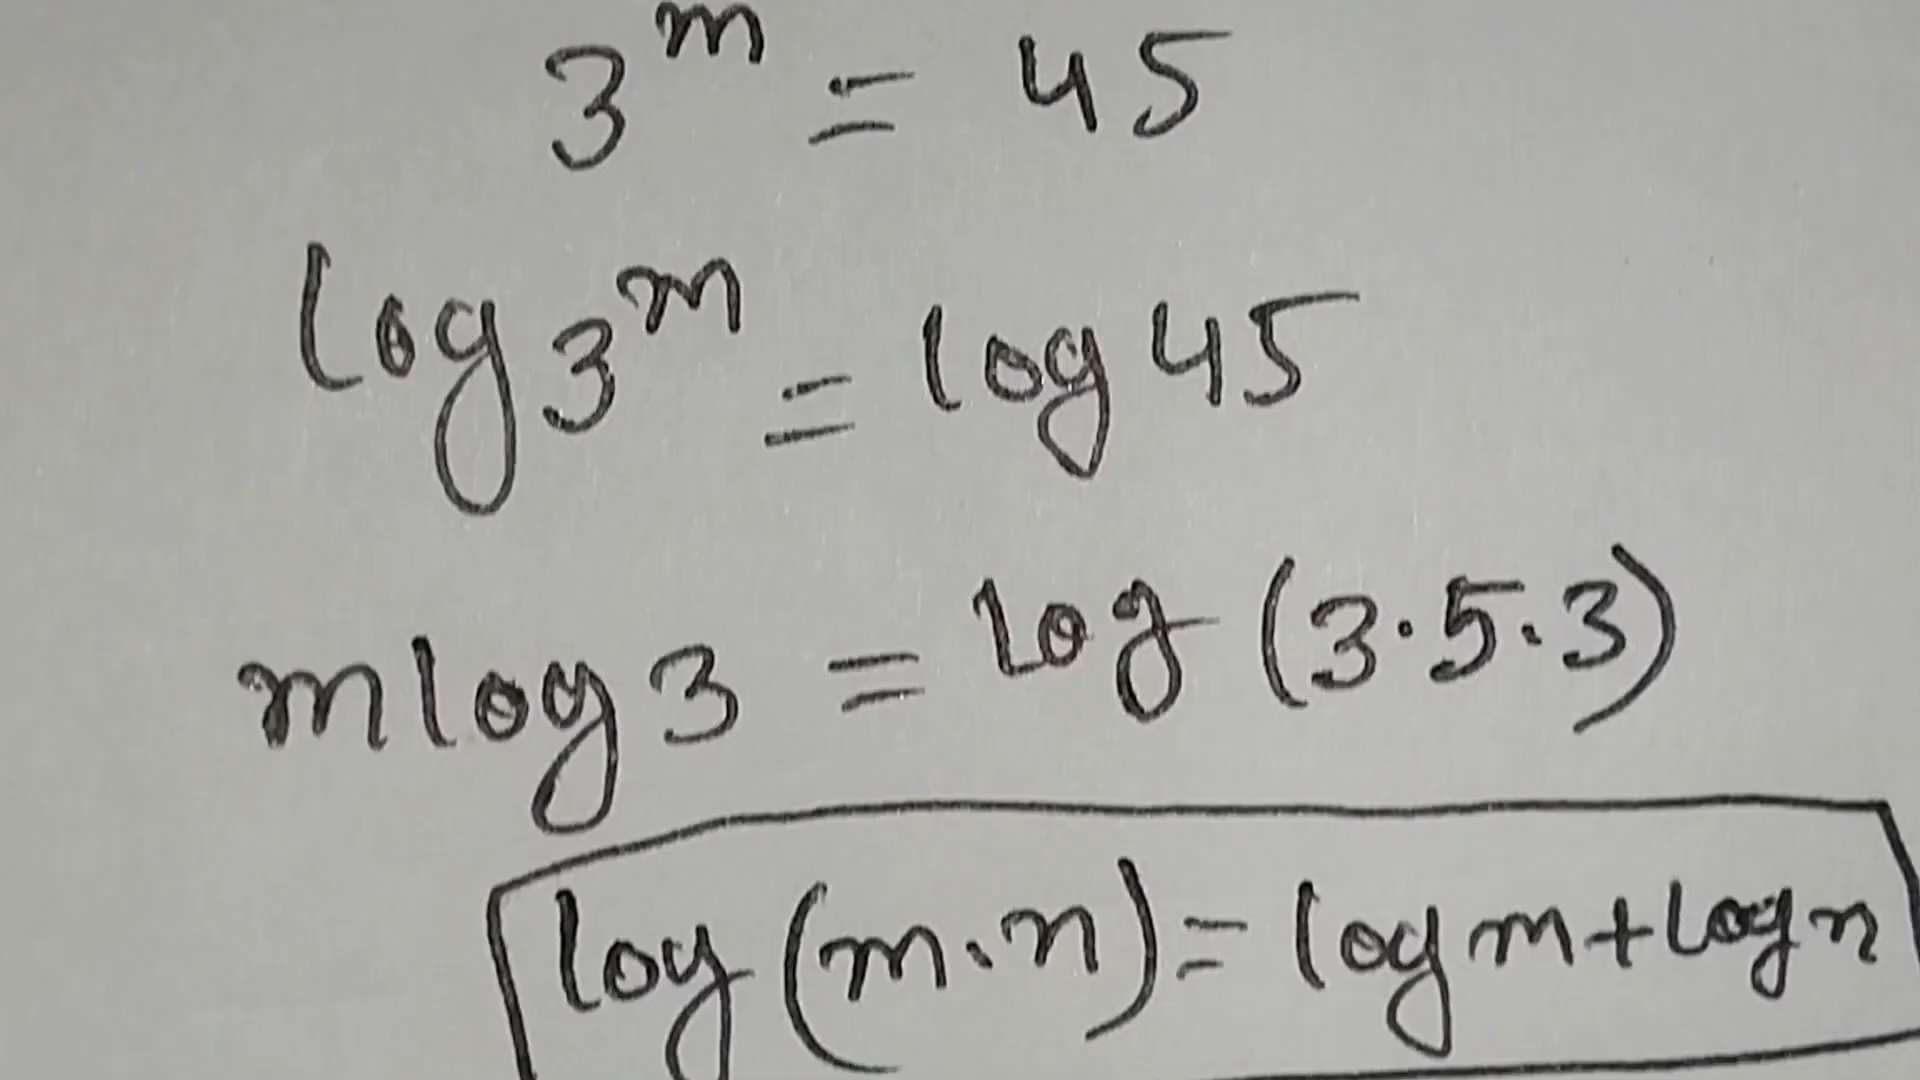 3^m = 45
log 3^m = log 45
m log 3 = log (3·5·3)
log (m·n) = log m + log n